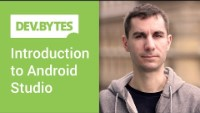 DEV.BYTES
Introduction
to Android
Studio